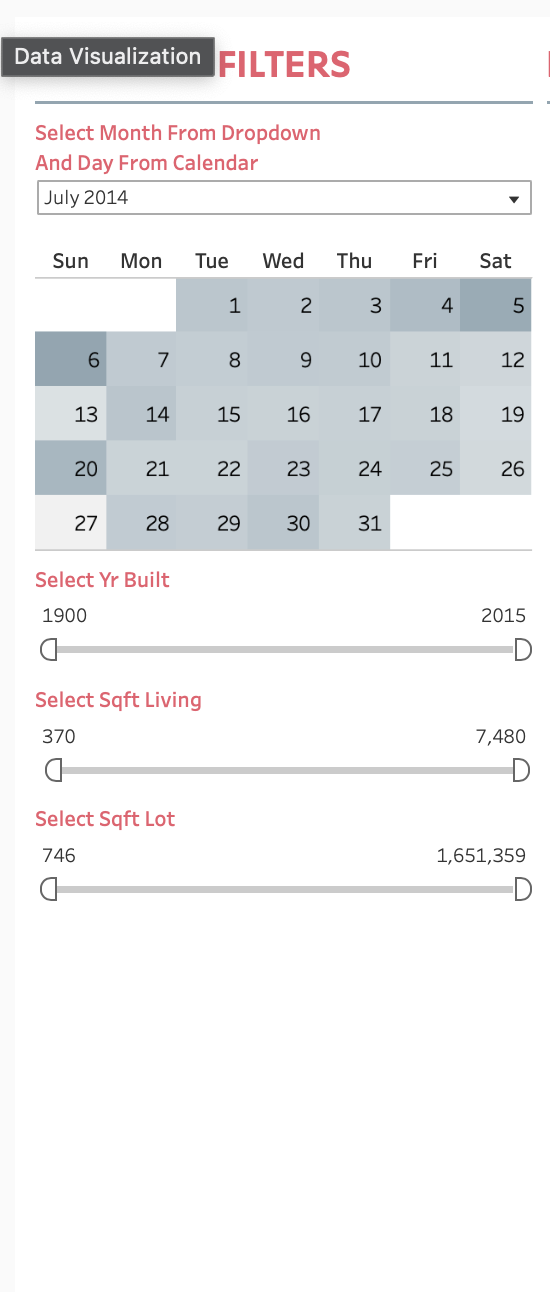 Data Visualization
FILTERS
Select Month From Dropdown
And Day From Calendar
July 2014
Sun Mon Tue Wed Thu Fri Sat
1 2 3 4 5
6 7 8 9 10 11 12
13 14 15 16 17 18 19
20 21 22 23 24 25 26
27 28 29 30 31
Select Yr Built
1900 2015
Select Sqft Living
370 7,480
Select Sqft Lot
746 1,651,359